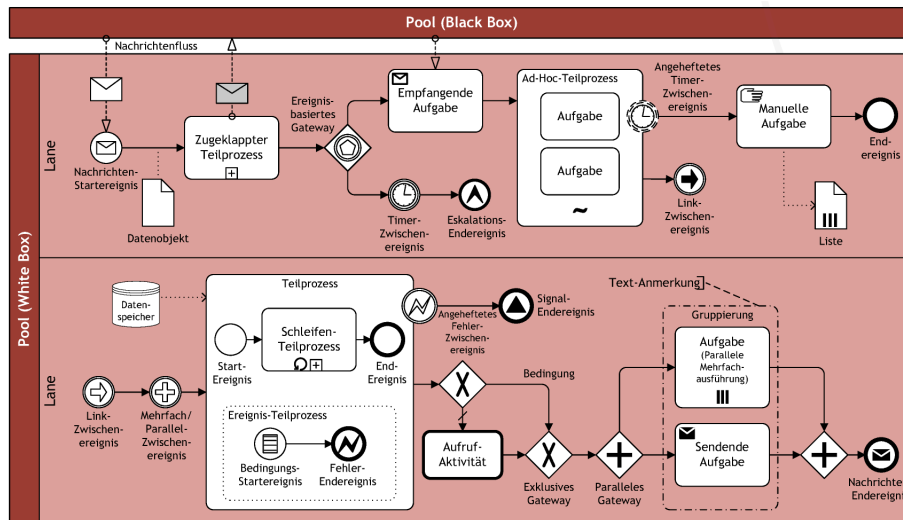 Pool (Black Box)
Nachrichtenfluss
Pool (White Box)
Lane
Nachrichten-
Startereignis
Datenobjekt
Zugeklappter
Teilprozess
Ereignis-
basiertes
Gateway
Empfangende
Aufgabe
Timer-
Zwischen-
ereignis
Eskalations-
Endereignis
Ad-Hoc-Teilprozess
Aufgabe
Aufgabe
~
Angeheftetes
Timer-
Zwischen-
ereignis
Link-
Zwischen-
ereignis
Manuelle
Aufgabe
Liste
End-
ereignis
Lane
Daten-
speicher
Link-
Zwischen-
ereignis
Mehrfach/
Parallel-
Zwischen-
ereignis
Teilprozess
Start-
Ereignis
Schleifen-
Teilprozess
End-
Ereignis
Ereignis-Teilprozess
Bedingungs-
Startereignis
Fehler-
Endereignis
Angeheftetes
Fehler-
Zwischen-
ereignis
Signal-
Endereignis
Bedingung
Aufruf-
Aktivität
Exklusives
Gateway
Paralleles
Gateway
Text-Anmerkung
Gruppierung
Aufgabe
(Parallele
Mehrfach-
ausführung)
Sendende
Aufgabe
Nachrichten
Endereignis